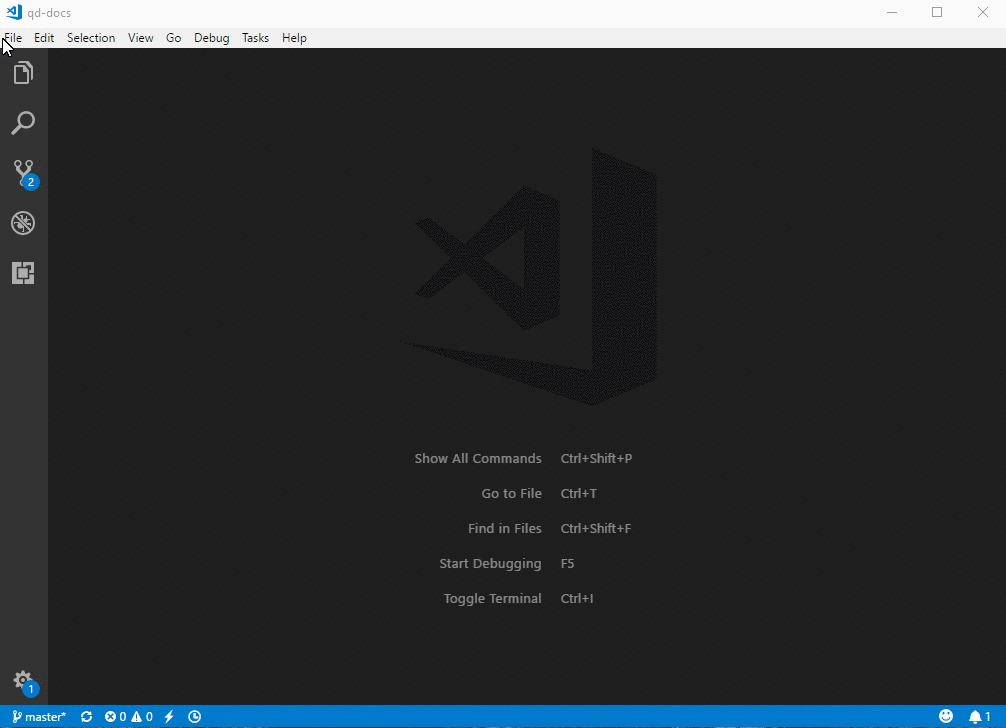 qd-docs
File Edit Selection View Go Debug Tasks Help
2
Show All Commands Ctrl+Shift+P
Go to File Ctrl+T
Find in Files Ctrl+Shift+F
Start Debugging F5
Toggle Terminal Ctrl+I
1
master* 0 0 1